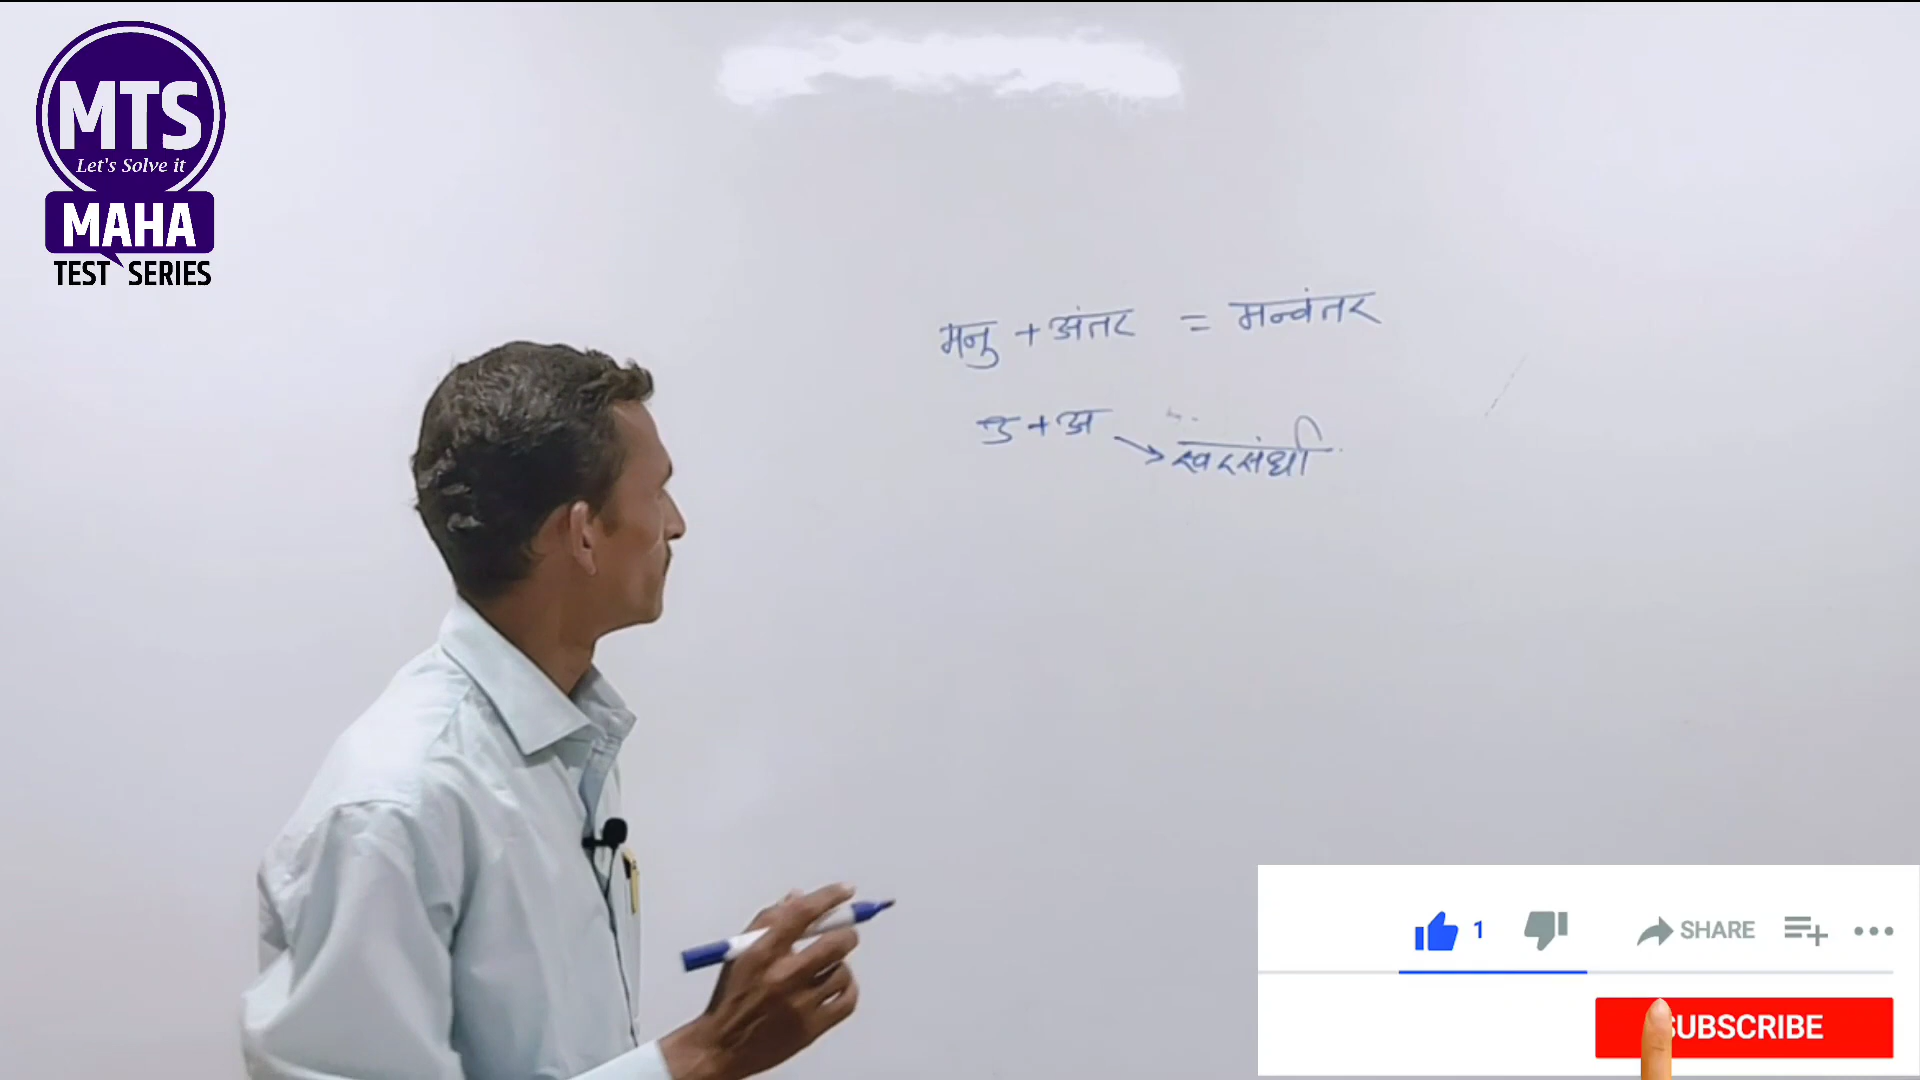 MTS
Let's Solve it
MAHA
TEST SERIES
मनु + अंतर = मन्वंतर
उ + अ
→ स्वरसंधी
1 SHARE
SUBSCRIBE